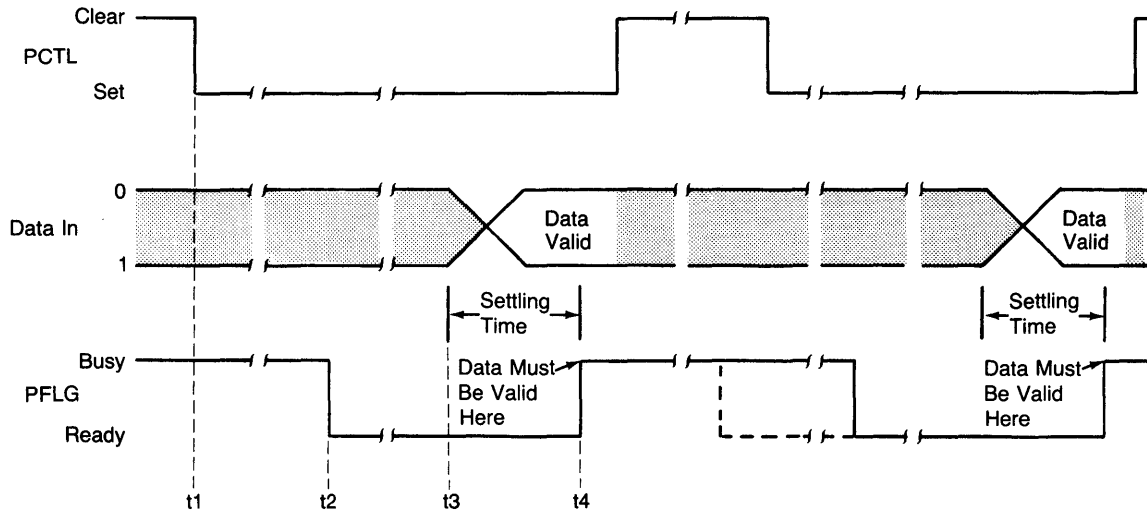 Clear
PCTL
Set
0
Data In
1
Data
Valid
Data
Valid
Settling
Time
Settling
Time
Busy
PFLG
Ready
Data Must
Be Valid
Here
Data Must
Be Valid
Here
t1
t2
t3
t4